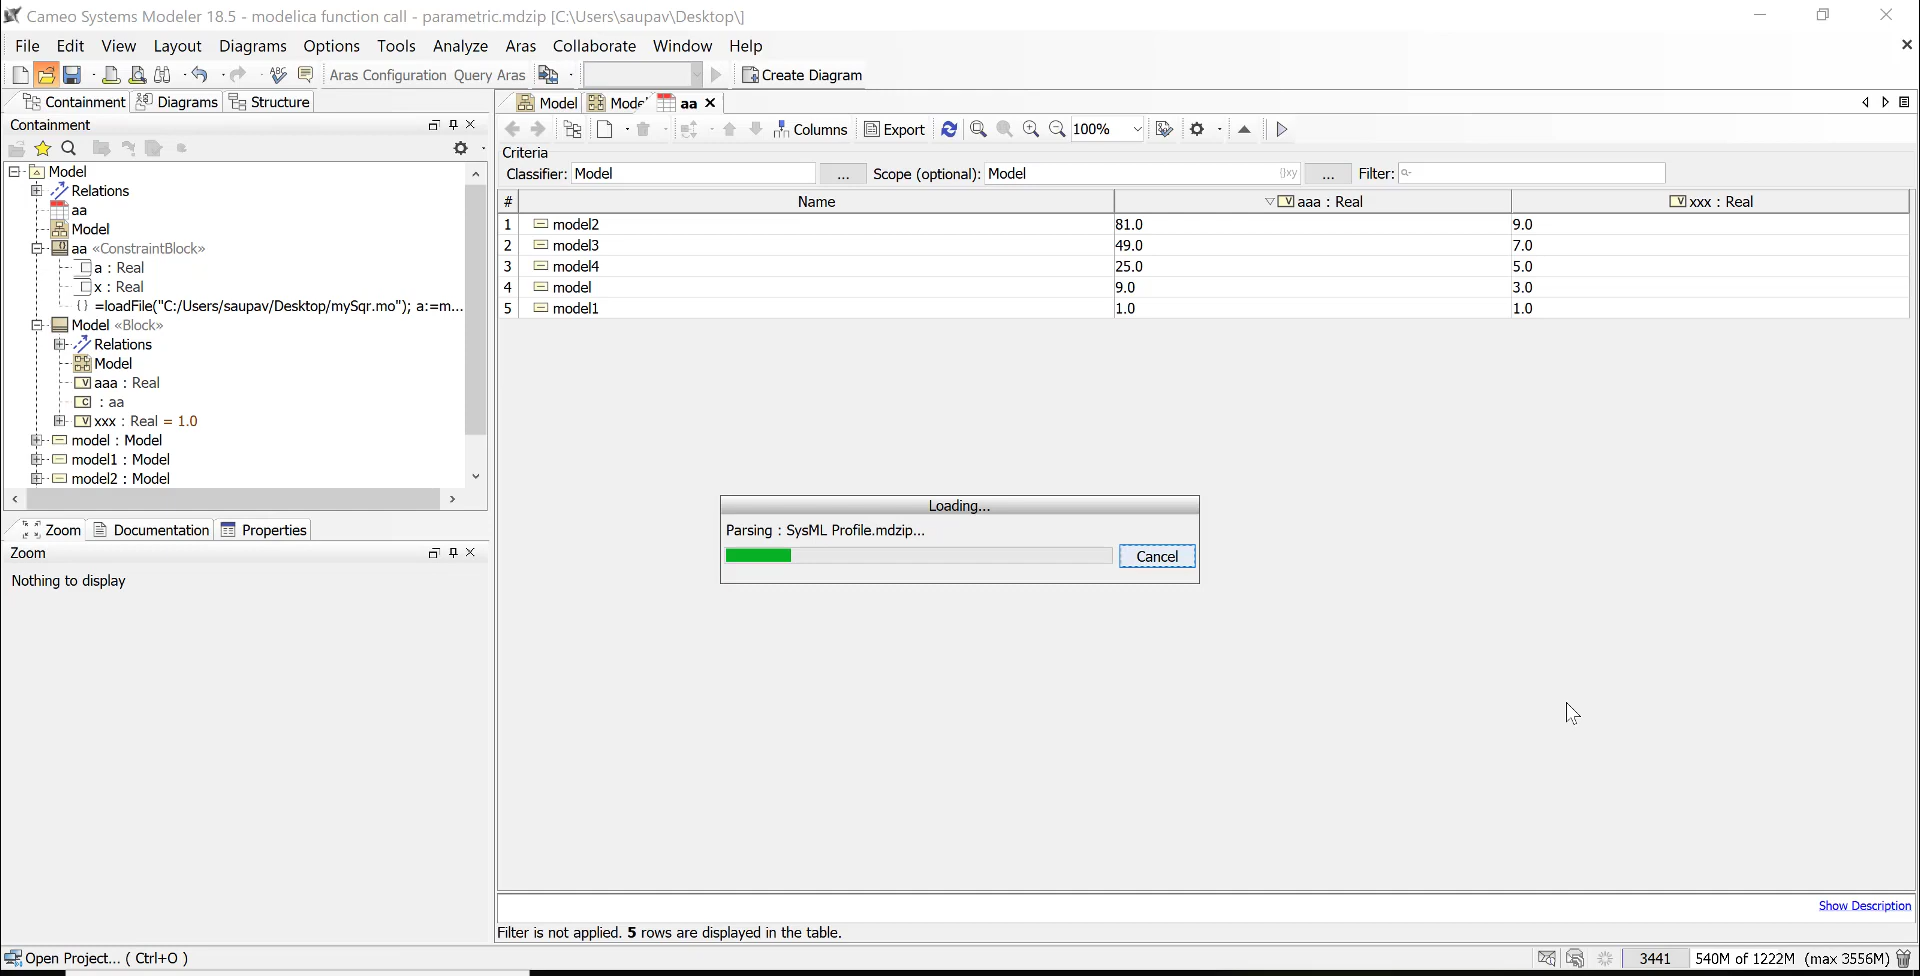 Cameo Systems Modeler 18.5 - modelica function call - parametric.mdzip [C:\Users\saupav\Desktop\]
File Edit View Layout Diagrams Options Tools Analyze Aras Collaborate Window Help
Aras Configuration Query Aras Create Diagram
Containment Diagrams Structure
Model aa
Containment
Columns Export 100%
Criteria
Classifier: Model ... Scope (optional): Model ... Filter:
Model
Relations
aa
Model
aa «ConstraintBlock»
a : Real
x : Real
{ } =loadFile("C:/Users/saupav/Desktop/mySqr.mo"); a:=m...
Model «Block»
Relations
Model
aaa : Real
: aa
xxx : Real = 1.0
model : Model
model1 : Model
model2 : Model
# Name aaa : Real xxx : Real
1 model2 81.0 9.0
2 model3 49.0 7.0
3 model4 25.0 5.0
4 model 9.0 3.0
5 model1 1.0 1.0
Loading...
Parsing : SysML Profile.mdzip...
Cancel
Zoom Documentation Properties
Zoom
Nothing to display
Show Description
Filter is not applied. 5 rows are displayed in the table.
Open Project... ( Ctrl+O )
3441 540M of 1222M (max 3556M)